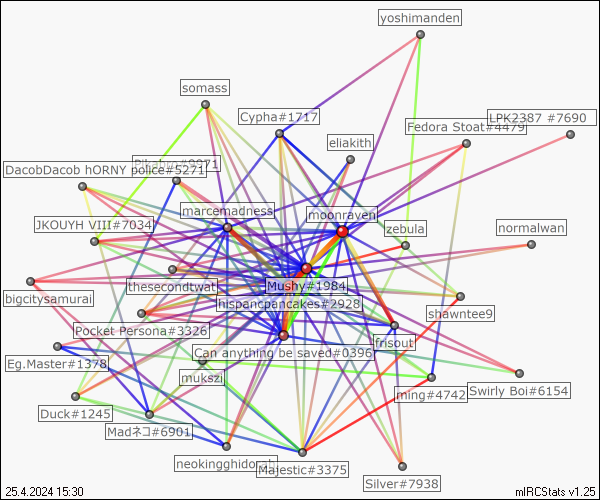 yoshimanden
somass
Cypha#1717
LPK2387 #7690
Fedora Stoat#4479
eliakith
DacobDacob hORNY police#5271
marcemadness
moonraven
JKOUYH VIII#7034
zebula
normalwan
thesecondtwat
Mushy#1984
bigcitysamurai
hispancpancakes#2928
shawntee9
Pocket Persona#3326
frisout
Can anything be saved#0396
Eg.Master#1378
mukszi
ming#4742
Swirly Boi#6154
Duck#1245
Madネコ#6901
Majestic#3375
Silver#7938
25.4.2024 15:30
mIRCStats v1.25